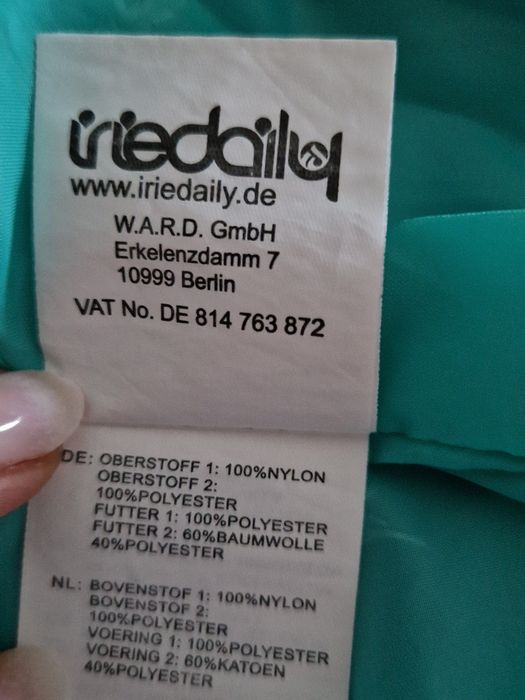 iriedaily
www.iriedaily.de
W.A.R.D. GmbH
Erkelenzdamm 7
10999 Berlin
VAT No. DE 814 763 872
DE: OBERSTOFF 1: 100%NYLON
OBERSTOFF 2:
100%POLYESTER
FUTTER 1: 100%POLYESTER
FUTTER 2: 60%BAUMWOLLE
40%POLYESTER
NL: BOVENSTOF 1: 100%NYLON
BOVENSTOF 2:
100%POLYESTER
VOERING 1: 100%POLYESTER
VOERING 2: 60%KATOEN
40%POLYESTER